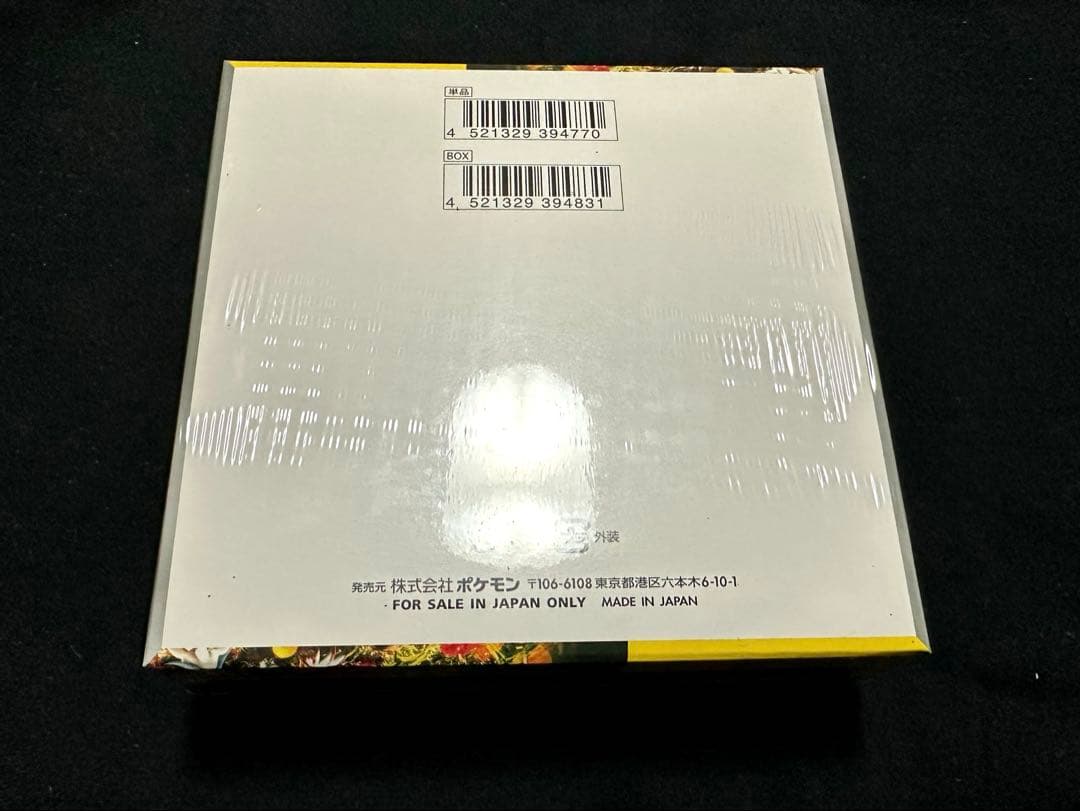 単品
4 521329 394770
BOX
4 521329 394831
外装
発売元 株式会社ポケモン 〒106-6108 東京都港区六本木6-10-1
FOR SALE IN JAPAN ONLY MADE IN JAPAN